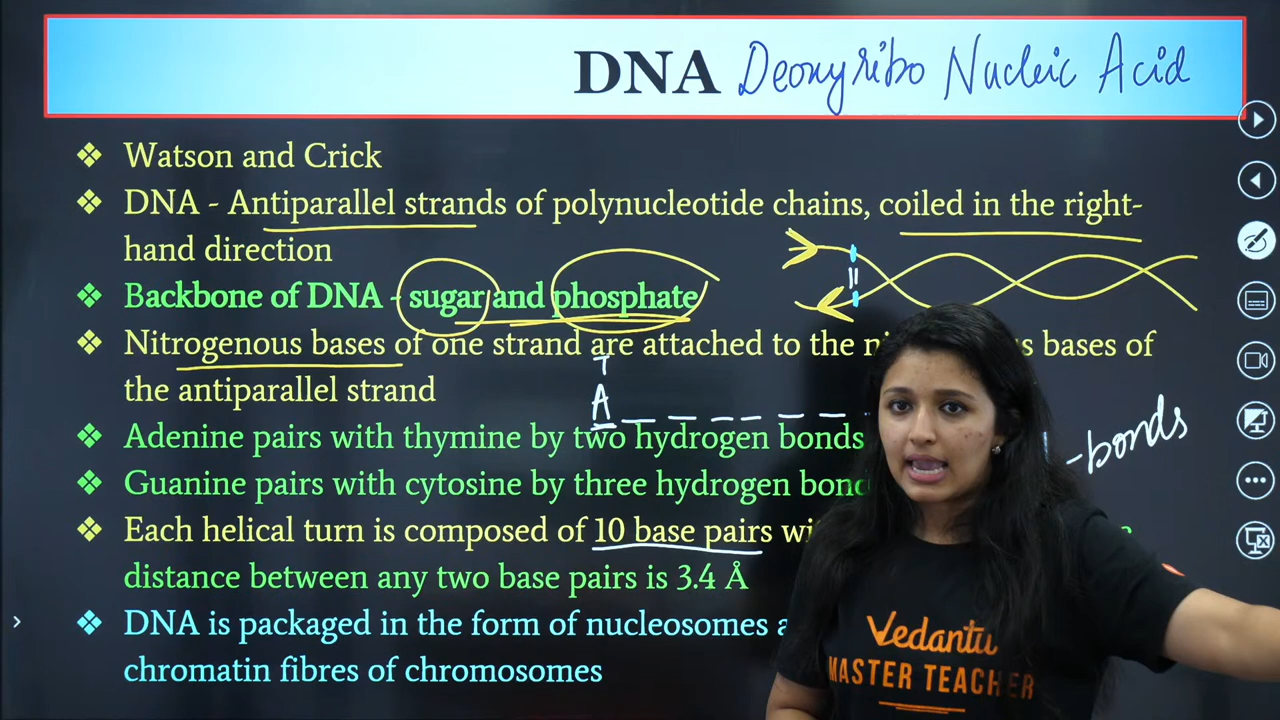 DNA Deoxyribo Nucleic Acid
❖ Watson and Crick
❖ DNA - Antiparallel strands of polynucleotide chains, coiled in the right-
hand direction
❖ Backbone of DNA - sugar and phosphate
❖ Nitrogenous bases of one strand are attached to the bases of
T
the antiparallel strand
A
❖ Adenine pairs with thymine by two hydrogen bonds
-bonds
❖ Guanine pairs with cytosine by three hydrogen
❖ Each helical turn is composed of 10 base pairs
distance between any two base pairs is 3.4 Å
❖ DNA is packaged in the form of nucleosomes
chromatin fibres of chromosomes
Vedantu
MASTER TEACHER